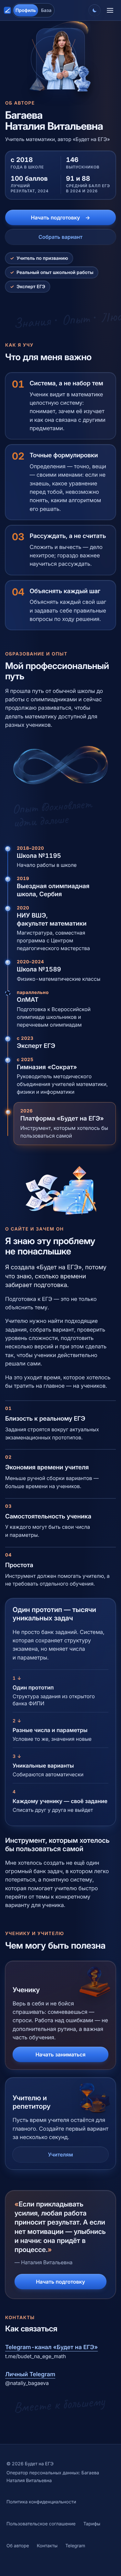 Профиль База
ОБ АВТОРЕ
Багаева
Наталия Витальевна
Учитель математики, автор «Будет на ЕГЭ»
с 2018
ГОДА В ШКОЛЕ
146
ВЫПУСКНИКОВ
100 баллов
ЛУЧШИЙ
РЕЗУЛЬТАТ, 2024
91 и 88
СРЕДНИЙ БАЛЛ ЕГЭ
В 2024 И 2026
Начать подготовку →
Собрать вариант
✓ Учитель по призванию
✓ Реальный опыт школьной работы
✓ Эксперт ЕГЭ
Знания · Опыт ·
КАК Я УЧУ
Что для меня важно
01 Система, а не набор тем
Ученик видит в математике
целостную систему:
понимает, зачем её изучает
и как она связана с другими
предметами.
02 Точные формулировки
Определения — точно, вещи
— своими именами: если не
знаешь, какое уравнение
перед тобой, невозможно
понять, каким алгоритмом
его решать.
03 Рассуждать, а не считать
Сложить и вычесть — дело
десятое; гораздо важнее
научиться рассуждать.
04 Объяснять каждый шаг
Объяснять каждый свой шаг
и задавать себе и другим
вопросы по ходу решения.
ОБРАЗОВАНИЕ И ОПЫТ
Мой профессиональный
путь
Я прошла путь от обычной школы до
работы с олимпиадниками и
продолжаю учиться, чтобы
давать математику доступной для
разных учеников.
2016–2020
Школа №1195
Начало работы в школе
2019
Выездная олимпиадная
школа, Сербия
2020
НИУ ВШЭ,
факультет математики
Магистратура, совместная
программа с Центром
педагогического мастерства
2020–2024
Школа №1589
Физико-математические классы
параллельно
ОлМАТ
Подготовка к Всероссийской
олимпиаде школьников и
перечневым олимпиадам
с 2023
Эксперт ЕГЭ
с 2025
Гимназия «Сократ»
Руководитель методического
объединения учителей математики,
физики и информатики
2026
Платформа «Будет на ЕГЭ»
Инструмент, которым хотелось бы
пользоваться самой
О САЙТЕ И ЗАЧЕМ ОН
Я знаю эту проблему
не понаслышке
Я создала «Будет на ЕГЭ», потому
что знаю, сколько времени
забирает подготовка.
Подготовка к ЕГЭ — это не только
объяснить тему.
Учителю нужно найти подходящие
задания, собрать вариант, проверить
уровень сложности, подготовить
несколько версий и при этом сделать
так, чтобы ученики действительно
решали сами.
На это уходит время, которое хотелось
бы тратить на главное — на учеников.
01
Близость к реальному ЕГЭ
Задания строятся вокруг актуальных
экзаменационных прототипов.
02
Экономия времени учителя
Меньше ручной сборки вариантов —
больше времени на учеников.
03
Самостоятельность ученика
У каждого могут быть свои числа
и параметры.
04
Простота
Инструмент должен помогать учителю, а
не требовать отдельного обучения.
Один прототип — тысячи
уникальных задач
Не просто банк заданий. Система,
которая сохраняет структуру
экзамена, но меняет числа
и параметры.
1 ↓
Один прототип
Структура задания из открытого
банка ФИПИ
2 ↓
Разные числа и параметры
Условие то же, значения новые
3 ↓
Уникальные варианты
Собираются автоматически
4
Каждому ученику — своё задание
Списать друг у друга не выйдет
Инструмент, которым хотелось
бы пользоваться самой
Мне хотелось создать не ещё один
огромный банк задач, в котором легко
потеряться, а понятную систему,
которая помогает учителю быстро
перейти от темы к конкретному
варианту для ученика.
УЧЕНИКУ И УЧИТЕЛЮ
Чем могу быть полезна
Ученику
Верь в себя и не бойся
спрашивать: сомневаешься —
спроси. Работа над ошибками — не
дополнительная рутина, а важная
часть обучения.
Начать заниматься
Учителю и
репетитору
Пусть время учителя остаётся для
главного. Создайте первый вариант
за несколько секунд.
Учителям
«Если прикладывать
усилия, любая работа
приносит результат. А если
нет мотивации — улыбнись
и начни: она придёт в
процессе.»
— Наталия Витальевна
Начать подготовку
КОНТАКТЫ
Как связаться
Telegram-канал «Будет на ЕГЭ»
t.me/budet_na_ege_math
Личный Telegram
@nataliy_bagaeva
Вместе к большему
© 2026 Будет на ЕГЭ
Оператор персональных данных: Багаева
Наталия Витальевна
Политика конфиденциальности
Пользовательское соглашение Тарифы
Об авторе Контакты Telegram